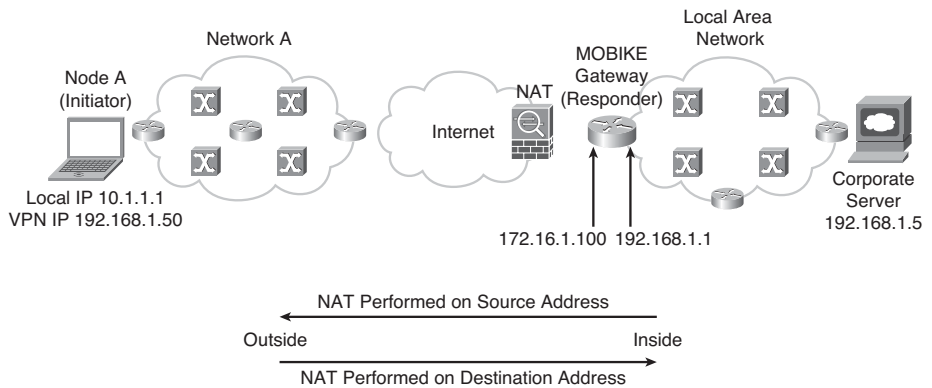 Network A
Local Area
Network
MOBIKE
Gateway
(Responder)
Node A
(Initiator)
NAT
Internet
Local IP 10.1.1.1
VPN IP 192.168.1.50
Corporate
Server
192.168.1.5
172.16.1.100
192.168.1.1
NAT Performed on Source Address
Outside
Inside
NAT Performed on Destination Address